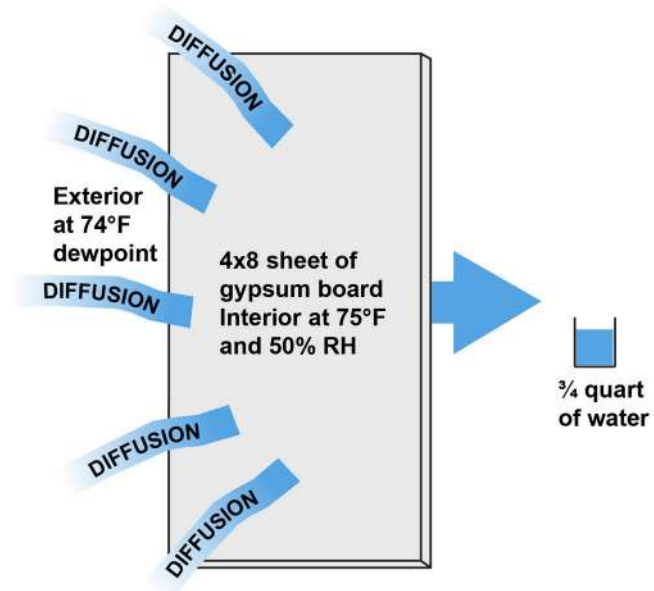 DIFFUSION
DIFFUSION
Exterior
at 74°F
dewpoint
DIFFUSION
4x8 sheet of
gypsum board
Interior at 75°F
and 50% RH
¾ quart
of water
DIFFUSION
DIFFUSION